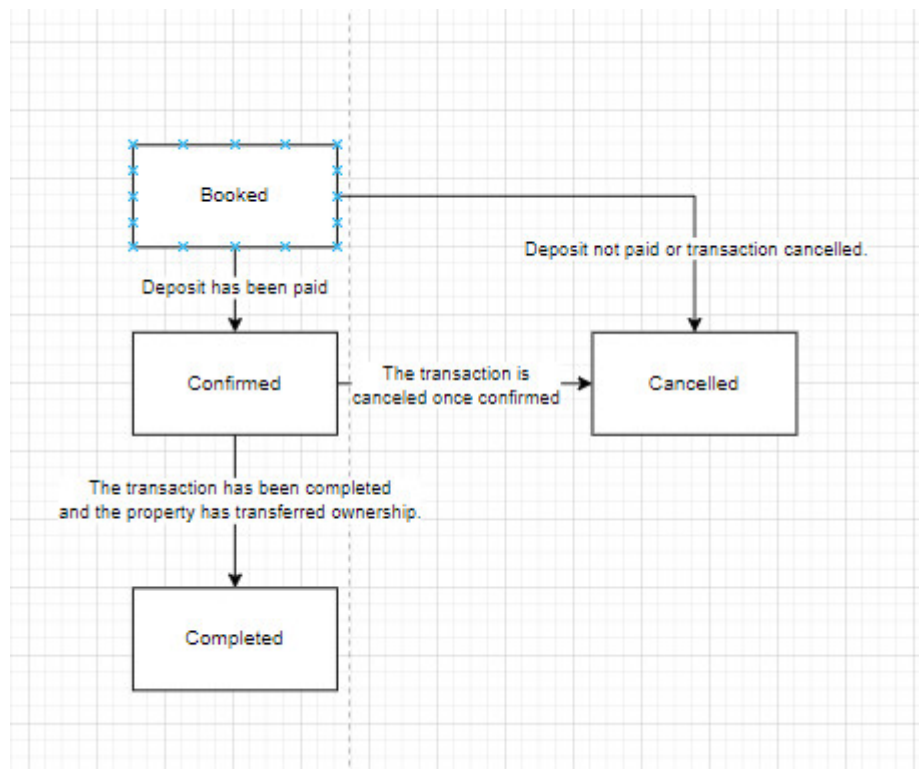 Booked
Deposit not paid or transaction cancelled.
Deposit has been paid
Confirmed
The transaction is
canceled once confirmed
Cancelled
The transaction has been completed
and the property has transferred ownership.
Completed